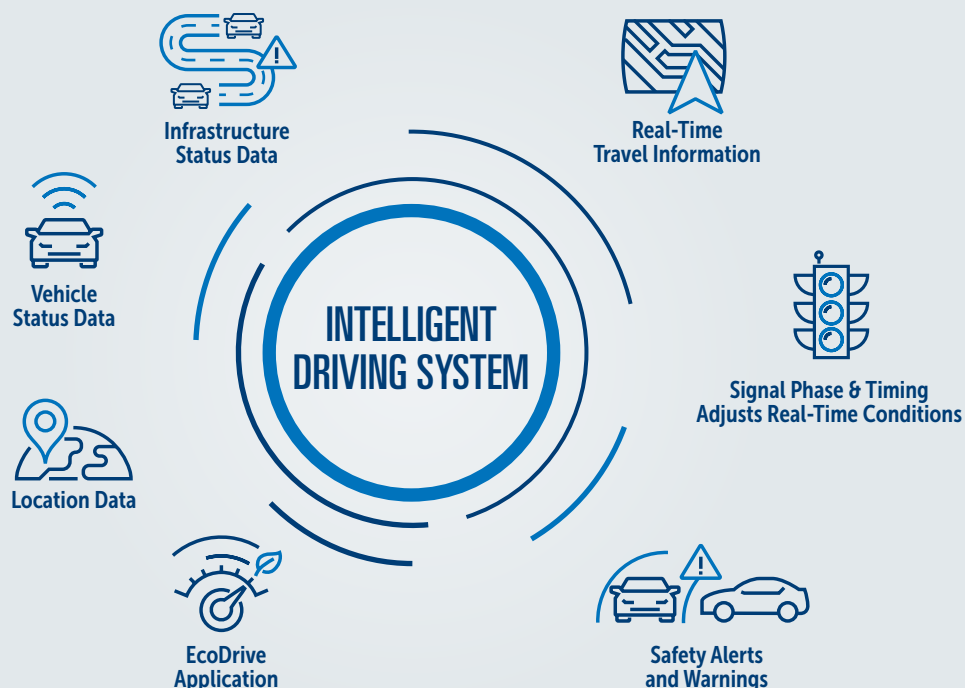 Infrastructure
Status Data
Real-Time
Travel Information
Vehicle
Status Data
INTELLIGENT
DRIVING SYSTEM
Signal Phase & Timing
Adjusts Real-Time Conditions
Location Data
EcoDrive
Application
Safety Alerts
and Warnings